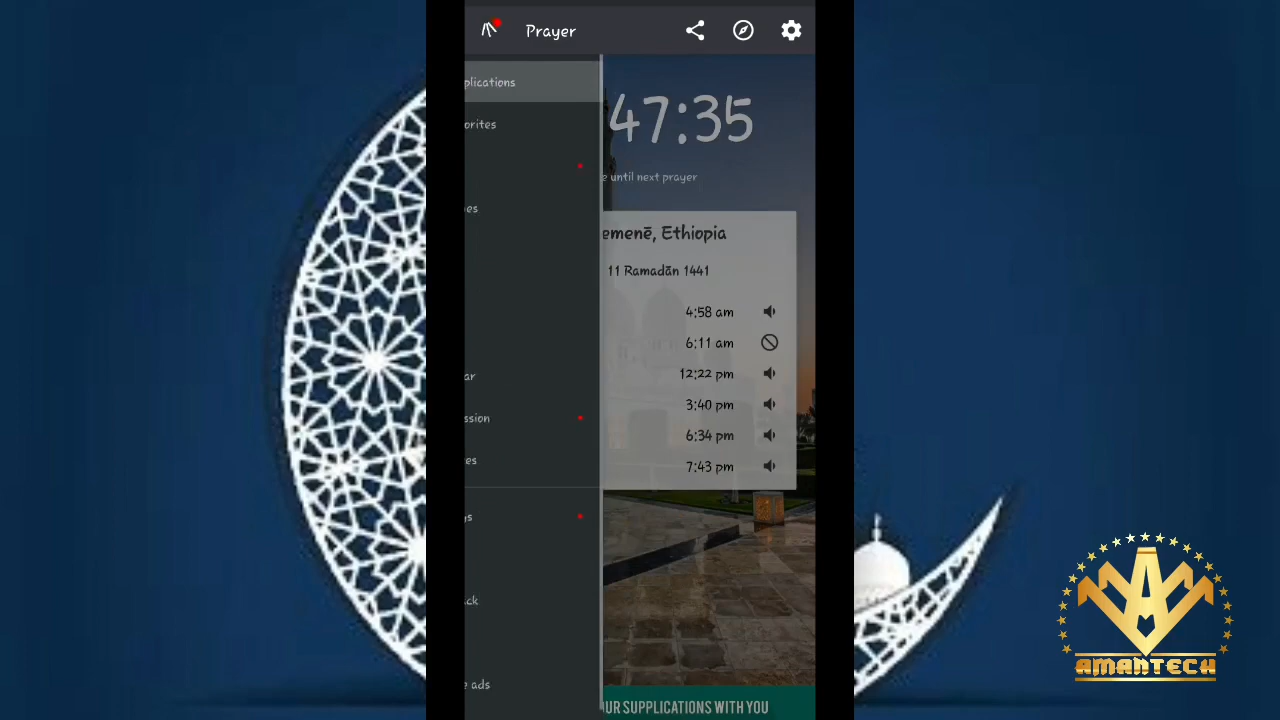 Prayer
plications
47:35
orites
e until next prayer
es
emenē, Ethiopia
11 Ramadān 1441
4:58 am
6:11 am
12:22 pm
ar
3:40 pm
ssion
6:34 pm
es
7:43 pm
gs
ck
e ads
UR SUPPLICATIONS WITH YOU
AMANTECH